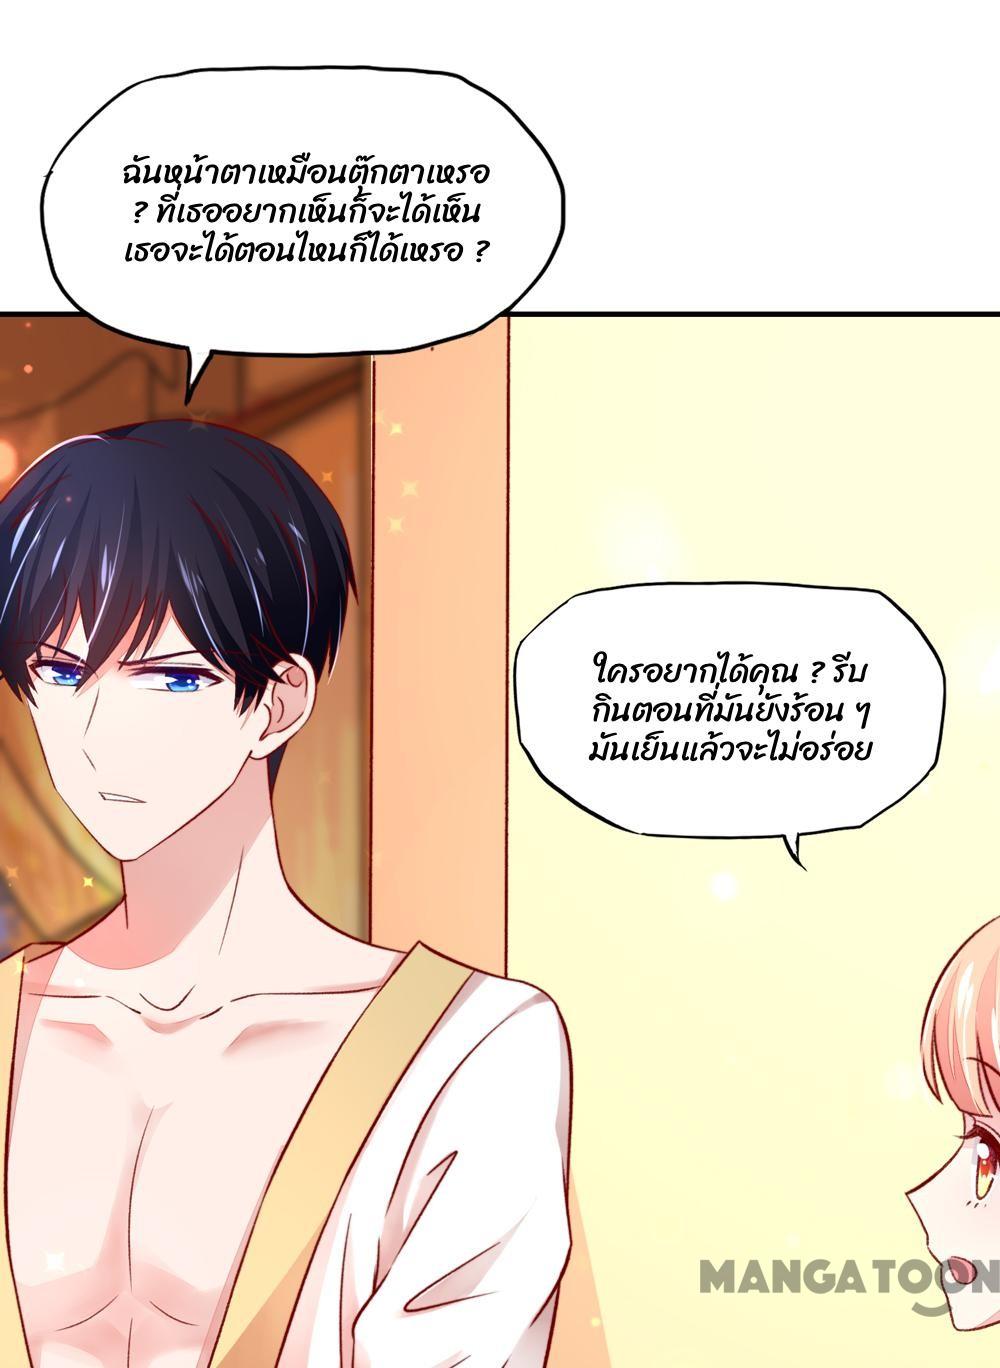 ฉันหน้าตาเหมือนตุ๊กตาเหรอ
? ที่เธออยากเห็นก็จะได้เห็น
เธอจะได้ตอนไหนก็ได้เหรอ ?
ใครอยากได้คุณ ? รีบ
กินตอนที่มันยังร้อน ๆ
มันเย็นแล้วจะไม่อร่อย
MANGATOON